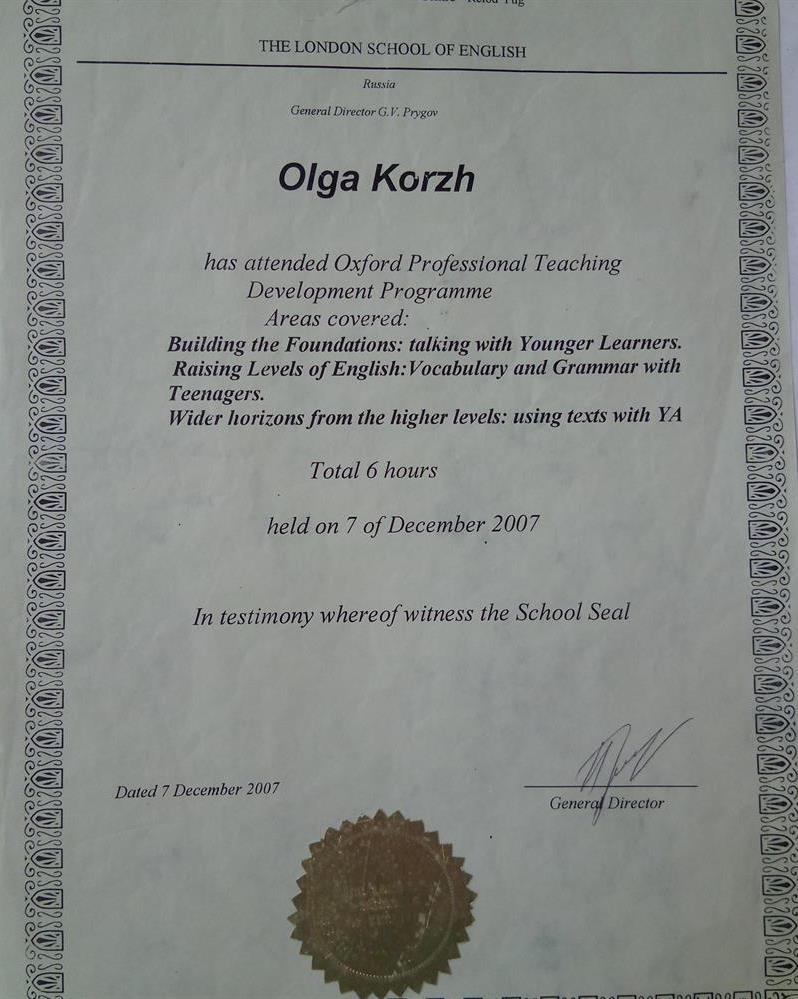 THE LONDON SCHOOL OF ENGLISH
Russia
General Director G.V. Prygov
Olga Korzh
has attended Oxford Professional Teaching
Development Programme
Areas covered:
Building the Foundations: talking with Younger Learners.
Raising Levels of English:Vocabulary and Grammar with
Teenagers.
Wider horizons from the higher levels: using texts with YA
Total 6 hours
held on 7 of December 2007
In testimony whereof witness the School Seal
Dated 7 December 2007
General Director